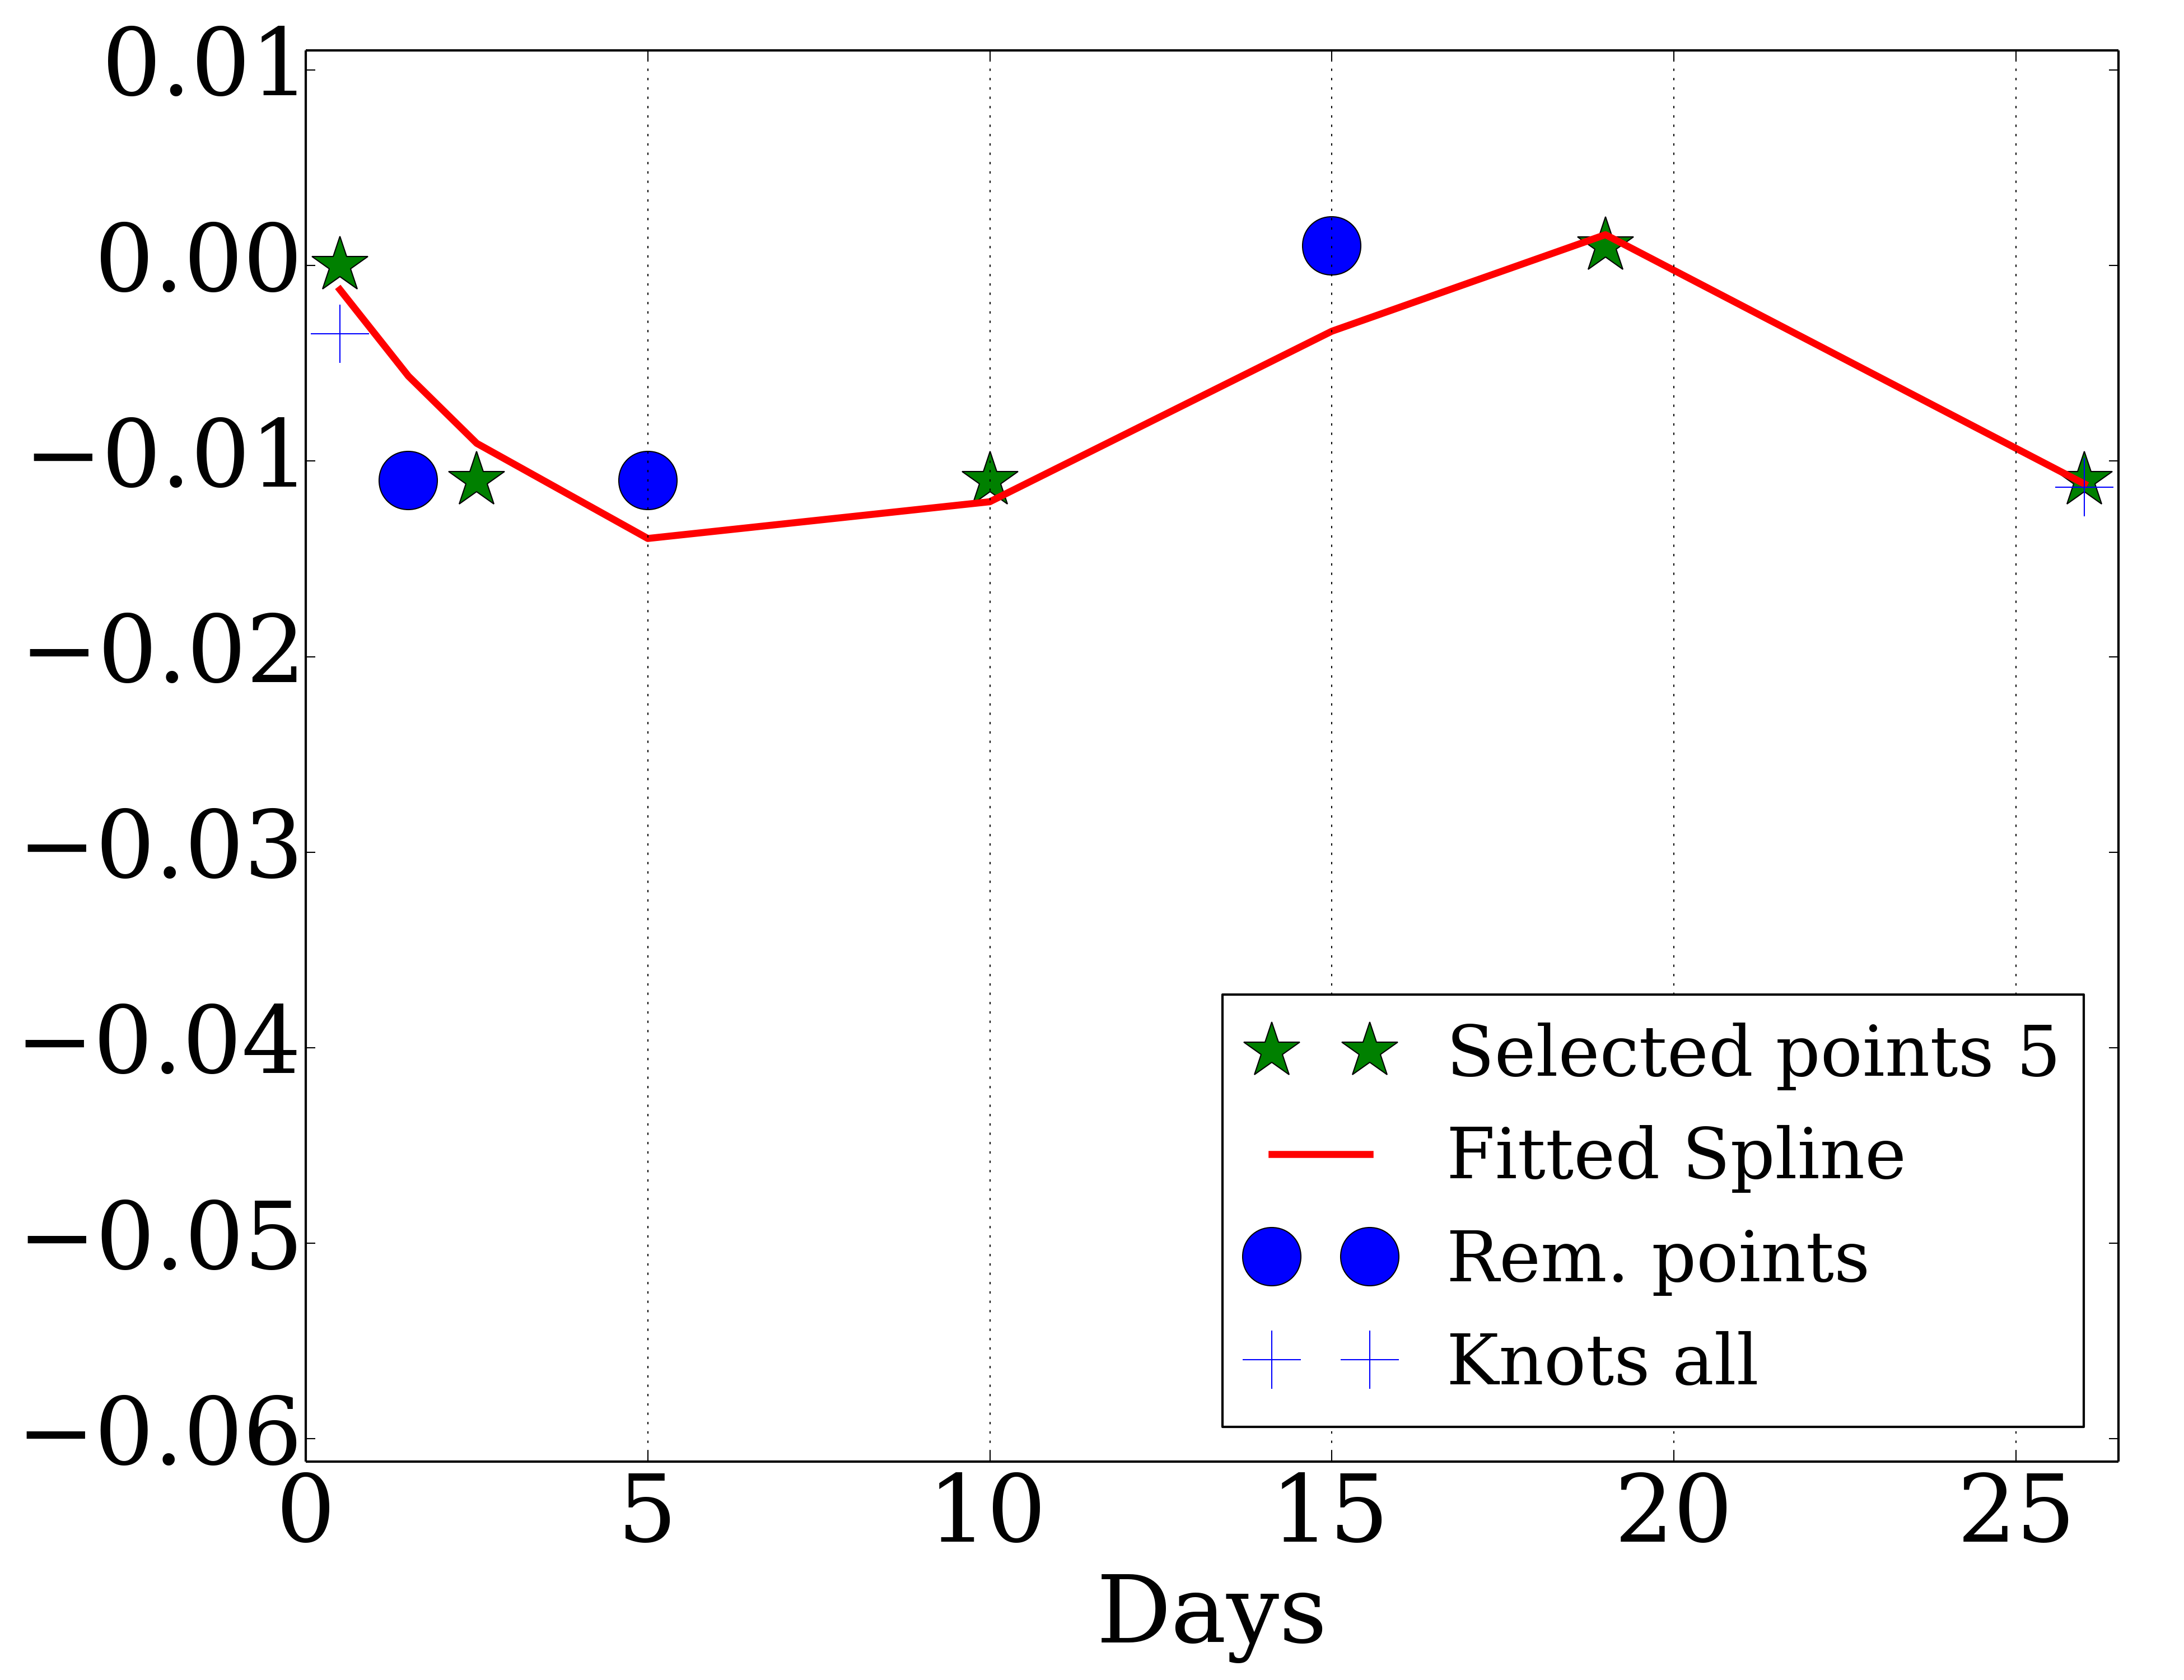 0.01
0.00
−0.01
−0.02
−0.03
−0.04
−0.05
−0.06
0 5 10 15 20 25
Days
Selected points 5
Fitted Spline
Rem. points
Knots all